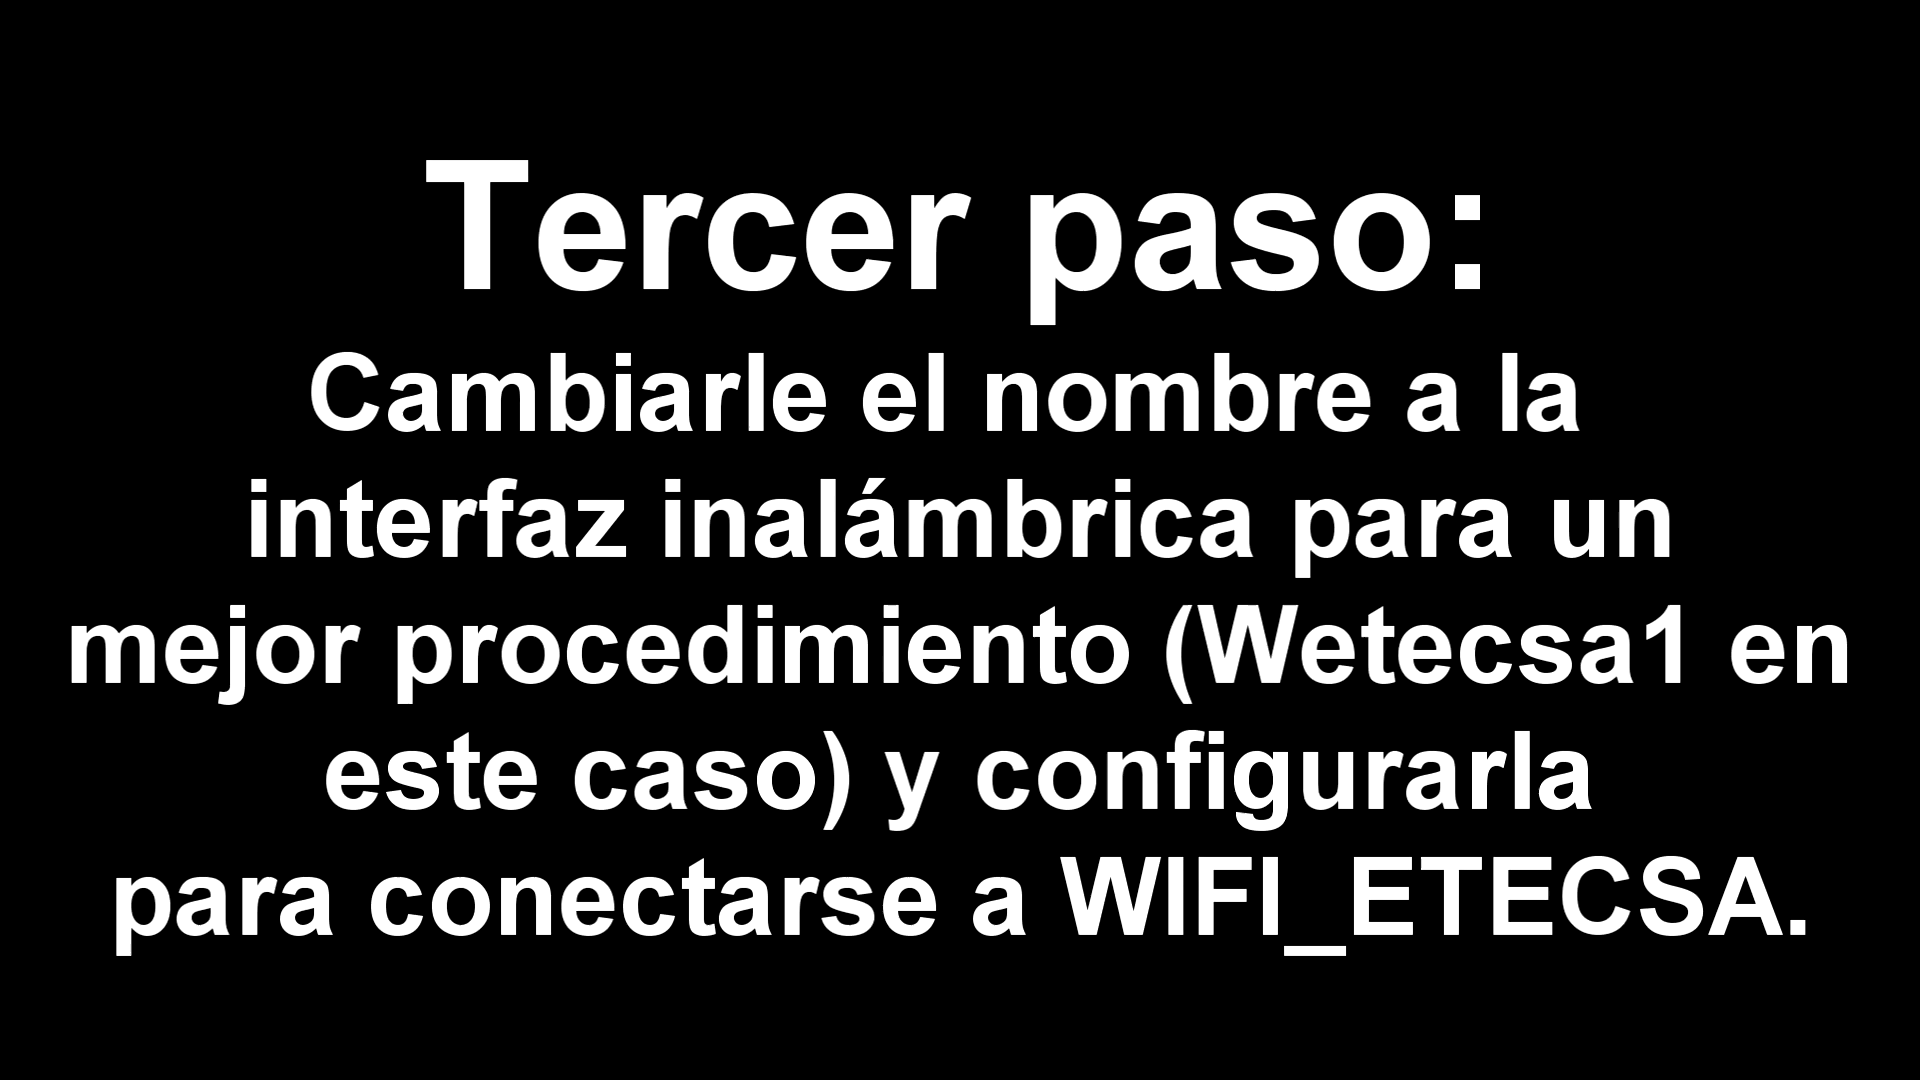 Tercer paso:
Cambiarle el nombre a la
interfaz inalámbrica para un
mejor procedimiento (Wetecsa1 en
este caso) y configurarla
para conectarse a WIFI_ETECSA.